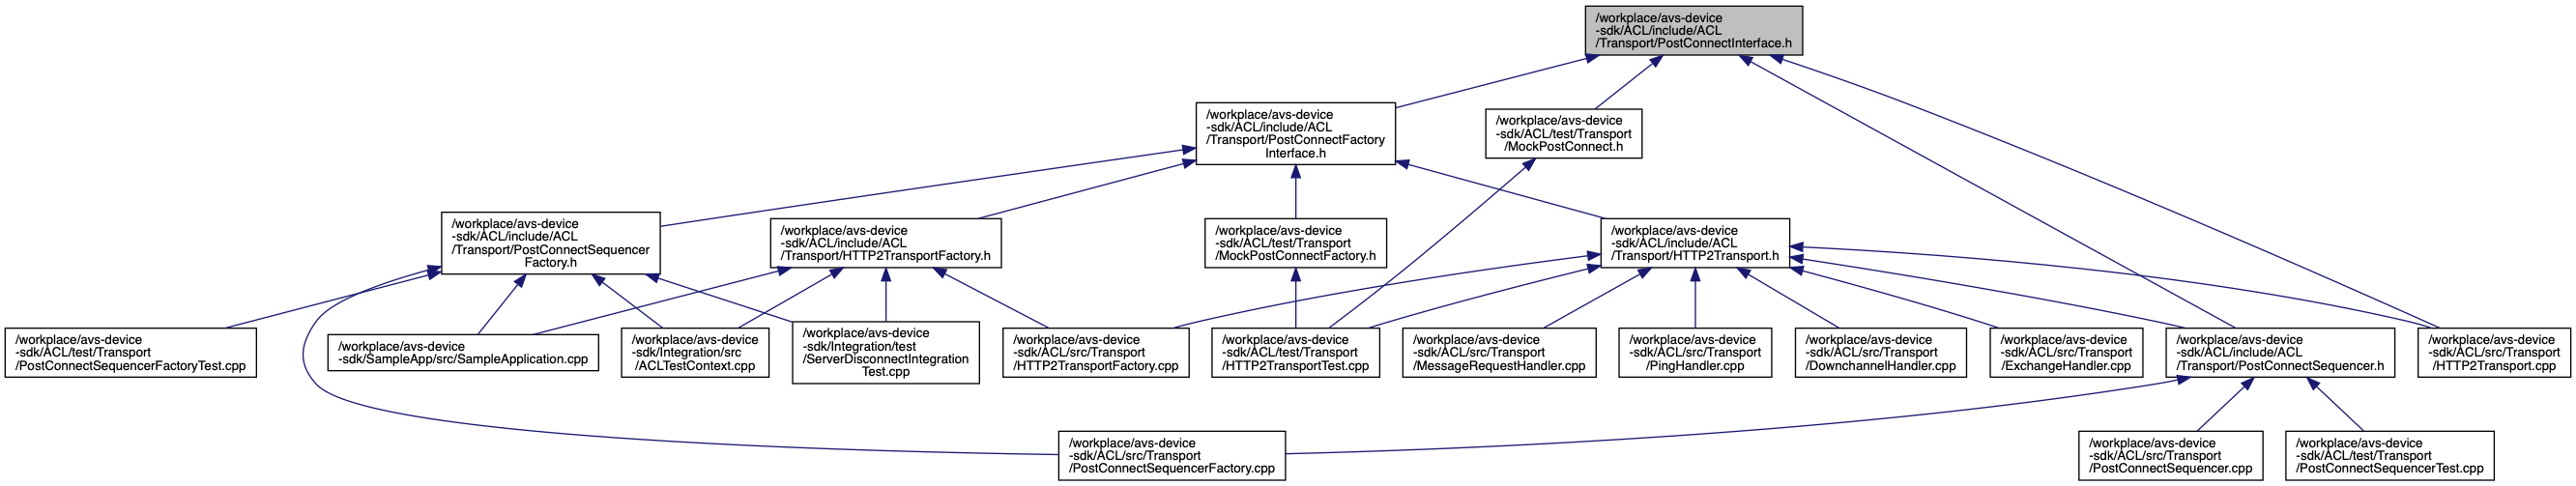 /workplace/avs-device
-sdk/ACL/include/ACL
/Transport/PostConnectInterface.h
/workplace/avs-device
-sdk/ACL/include/ACL
/Transport/PostConnectFactory
Interface.h
/workplace/avs-device
-sdk/ACL/test/Transport
/MockPostConnect.h
/workplace/avs-device
-sdk/ACL/include/ACL
/Transport/PostConnectSequencer
Factory.h
/workplace/avs-device
-sdk/ACL/include/ACL
/Transport/HTTP2TransportFactory.h
/workplace/avs-device
-sdk/ACL/test/Transport
/MockPostConnectFactory.h
/workplace/avs-device
-sdk/ACL/include/ACL
/Transport/HTTP2Transport.h
/workplace/avs-device
-sdk/ACL/test/Transport
/PostConnectSequencerFactoryTest.cpp
/workplace/avs-device
-sdk/SampleApp/src/SampleApplication.cpp
/workplace/avs-device
-sdk/Integration/src
/ACLTestContext.cpp
/workplace/avs-device
-sdk/Integration/test
/ServerDisconnectIntegration
Test.cpp
/workplace/avs-device
-sdk/ACL/src/Transport
/HTTP2TransportFactory.cpp
/workplace/avs-device
-sdk/ACL/test/Transport
/HTTP2TransportTest.cpp
/workplace/avs-device
-sdk/ACL/src/Transport
/MessageRequestHandler.cpp
/workplace/avs-device
-sdk/ACL/src/Transport
/PingHandler.cpp
/workplace/avs-device
-sdk/ACL/src/Transport
/DownchannelHandler.cpp
/workplace/avs-device
-sdk/ACL/src/Transport
/ExchangeHandler.cpp
/workplace/avs-device
-sdk/ACL/include/ACL
/Transport/PostConnectSequencer.h
/workplace/avs-device
-sdk/ACL/src/Transport
/HTTP2Transport.cpp
/workplace/avs-device
-sdk/ACL/src/Transport
/PostConnectSequencerFactory.cpp
/workplace/avs-device
-sdk/ACL/src/Transport
/PostConnectSequencer.cpp
/workplace/avs-device
-sdk/ACL/test/Transport
/PostConnectSequencerTest.cpp